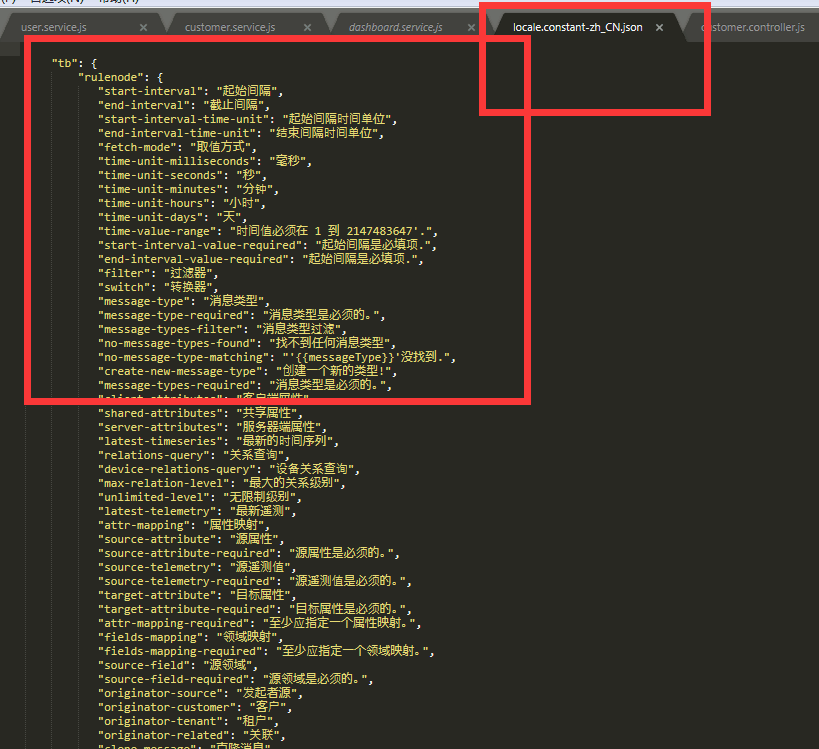 user.service.js × customer.service.js × dashboard.service.js × locale.constant-zh_CN.json × customer.controller.js
"tb": {
"rulenode": {
"start-interval": "起始间隔",
"end-interval": "截止间隔",
"start-interval-time-unit": "起始间隔时间单位",
"end-interval-time-unit": "结束间隔时间单位",
"fetch-mode": "取值方式",
"time-unit-milliseconds": "毫秒",
"time-unit-seconds": "秒",
"time-unit-minutes": "分钟",
"time-unit-hours": "小时",
"time-unit-days": "天",
"time-value-range": "时间值必须在 1 到 2147483647'.",
"start-interval-value-required": "起始间隔是必填项.",
"end-interval-value-required": "起始间隔是必填项.",
"filter": "过滤器",
"switch": "转换器",
"message-type": "消息类型",
"message-type-required": "消息类型是必须的。",
"message-types-filter": "消息类型过滤",
"no-message-types-found": "找不到任何消息类型",
"no-message-type-matching": "'{{messageType}}'没找到.",
"create-new-message-type": "创建一个新的类型!",
"message-types-required": "消息类型是必须的。",
"client-attributes": "客户端属性",
"shared-attributes": "共享属性",
"server-attributes": "服务器端属性",
"latest-timeseries": "最新的时间序列",
"relations-query": "关系查询",
"device-relations-query": "设备关系查询",
"max-relation-level": "最大的关系级别",
"unlimited-level": "无限制级别",
"latest-telemetry": "最新遥测",
"attr-mapping": "属性映射",
"source-attribute": "源属性",
"source-attribute-required": "源属性是必须的。",
"source-telemetry": "源遥测值",
"source-telemetry-required": "源遥测值是必须的。",
"target-attribute": "目标属性",
"target-attribute-required": "目标属性是必须的。",
"attr-mapping-required": "至少应指定一个属性映射。",
"fields-mapping": "领域映射",
"fields-mapping-required": "至少应指定一个领域映射。",
"source-field": "源领域",
"source-field-required": "源领域是必须的。",
"originator-source": "发起者源",
"originator-customer": "客户",
"originator-tenant": "租户",
"originator-related": "关联",
"clone-message": "克隆消息"